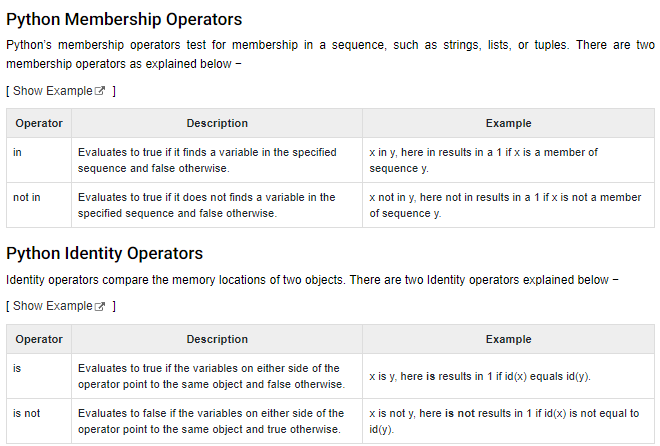 Python Membership Operators
Python's membership operators test for membership in a sequence, such as strings, lists, or tuples. There are two
membership operators as explained below −
[ Show Example ]
Operator Description Example
in Evaluates to true if it finds a variable in the specified
sequence and false otherwise.
x in y, here in results in a 1 if x is a member of
sequence y.
not in Evaluates to true if it does not finds a variable in the
specified sequence and false otherwise.
x not in y, here not in results in a 1 if x is not a member
of sequence y.
Python Identity Operators
Identity operators compare the memory locations of two objects. There are two Identity operators explained below −
[ Show Example ]
Operator Description Example
is Evaluates to true if the variables on either side of the
operator point to the same object and false otherwise.
x is y, here is results in 1 if id(x) equals id(y).
is not Evaluates to false if the variables on either side of the
operator point to the same object and true otherwise.
x is not y, here is not results in 1 if id(x) is not equal to
id(y).